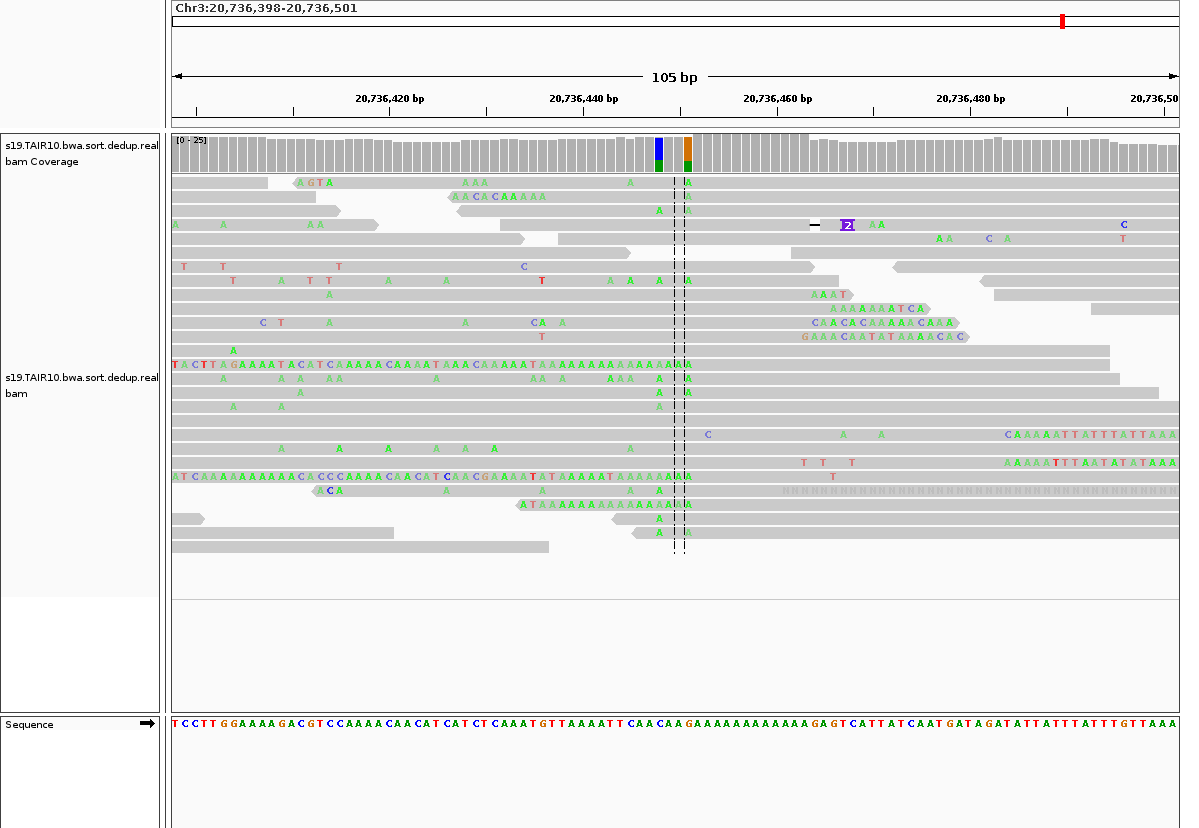 Chr3:20,736,398-20,736,501
105 bp
20,736,420 bp 20,736,440 bp 20,736,460 bp 20,736,480 bp 20,736,50
s19.TAIR10.bwa.sort.dedup.real
bam Coverage
[0 - 25]
A G T A A A A A A
A A C A C A A A A A A
A A
A A A A 2 A A C
A A C A T
T T T C
T A T T A A T A A A A
A A A A T
A A A A A A T C A
C T A A C A A C A A C A C A A A A C A A A
T G A A A C A A T A T A A A A C A C
A
T A C T T A G A A A A T A C A T C A A A A A C A A A A T A A A C A A A A T A A A A A A A A A A A A A A A A A
A A A A A A A A A A A A A
A A A
A A A
C A A C A A A A A T T A T T T A T T A A A
A A A A A A A
T T T A A A A A T T T A A T A T A T A A A
A T C A A A A A A A A A A C A C C C A A A A C A A C A T C A A C G A A A A T A T A A A A A T A A A A A A A A T
A C A A A A A
A T A A A A A A A A A A A A A A A A
A
A A
s19.TAIR10.bwa.sort.dedup.real
bam
Sequence
T C C T T G G A A A A G A C G T C C A A A A C A A C A T C A T C T C A A A T G T T A A A A T T C A A C A A G A A A A A A A A A A A A G A G T C A T T A T C A A T G A T A G A T A T T A T T T A T T T G T T A A A